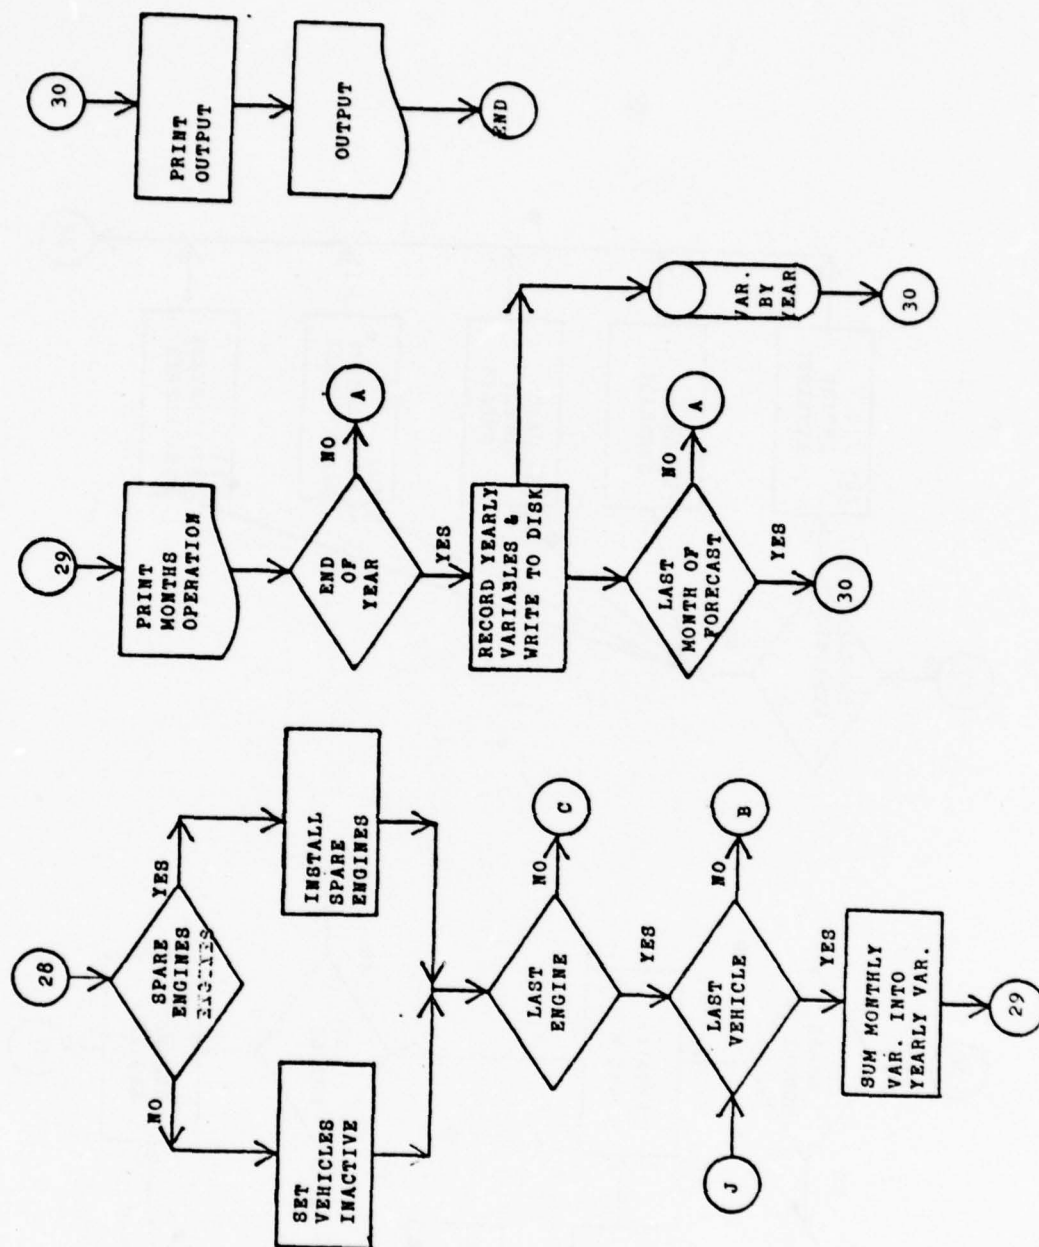 28
SPARE
ENGINES
ENGINES
NO
YES
SET
VEHICLES
INACTIVE
INSTALL
SPARE
ENGINES
LAST
ENGINE
NO
C
YES
J
LAST
VEHICLE
NO
B
YES
SUM MONTHLY
VAR. INTO
YEARLY VAR.
29
29
PRINT
MONTHS
OPERATION
END
OF
YEAR
NO
A
YES
RECORD YEARLY
VARIABLES &
WRITE TO DISK
VAR.
BY
YEAR
30
LAST
MONTH OF
FORECAST
NO
A
YES
30
30
PRINT
OUTPUT
OUTPUT
END